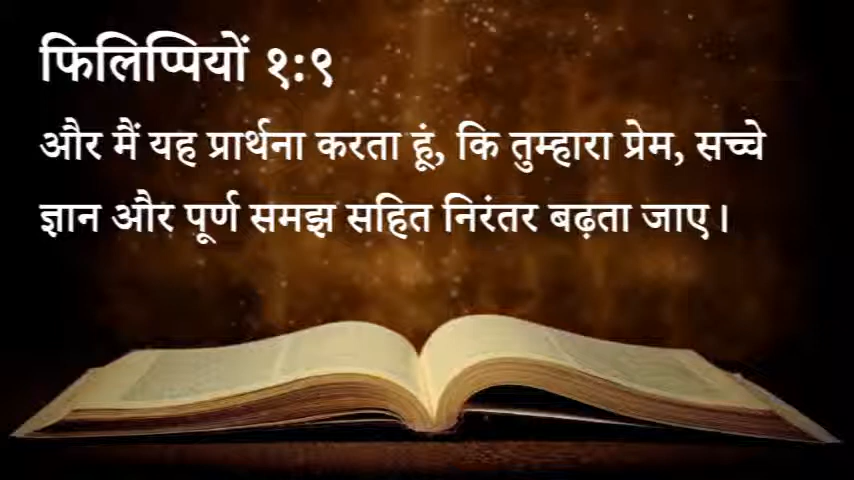 फिलिप्पियों १:९
और मैं यह प्रार्थना करता हूं, कि तुम्हारा प्रेम, सच्चे
ज्ञान और पूर्ण समझ सहित निरंतर बढ़ता जाए।